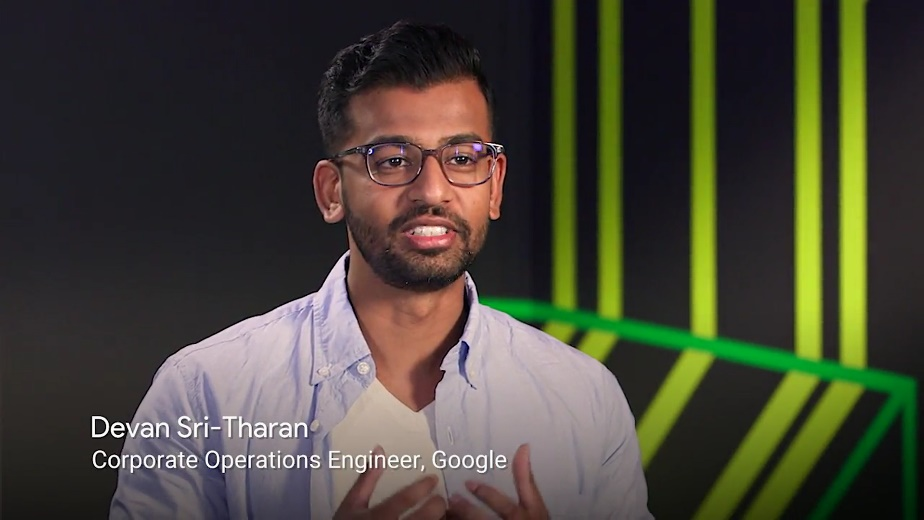 Devan Sri-Tharan
Corporate Operations Engineer, Google